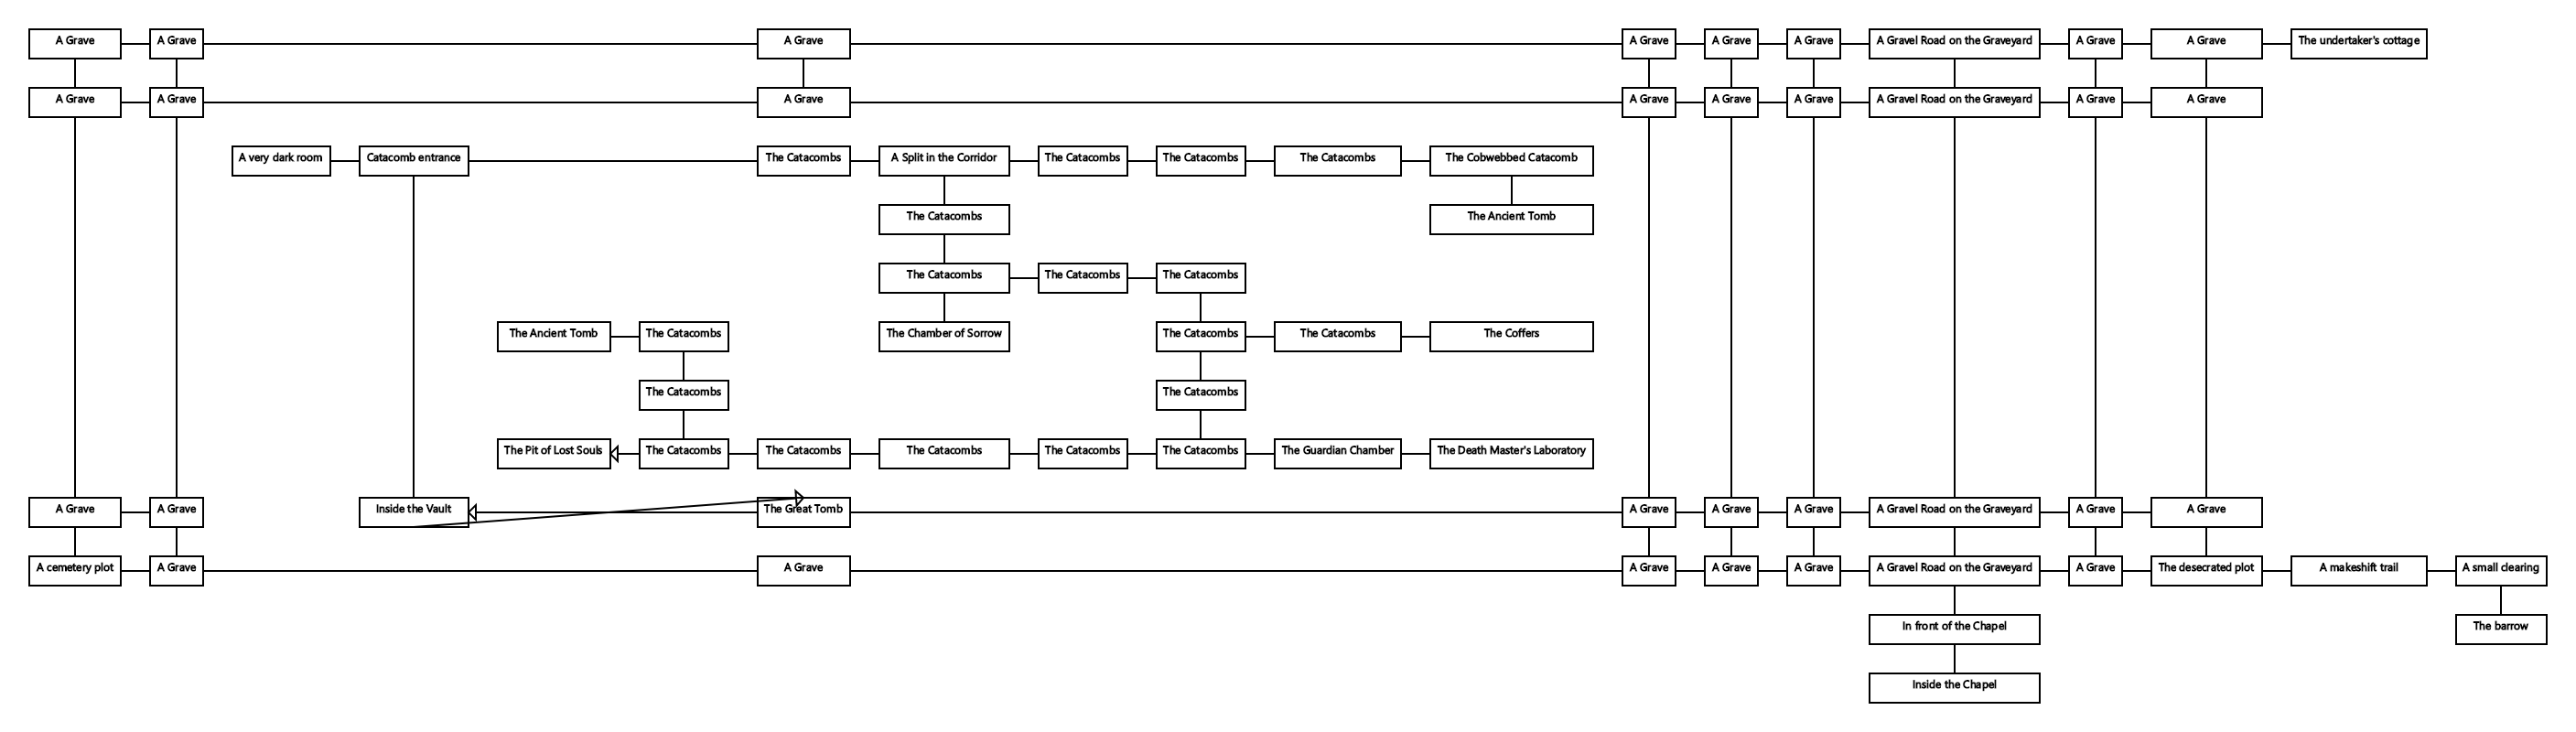 A Grave
A Grave
A Grave
A Grave
A Grave
A Grave
A Gravel Road on the Graveyard
A Grave
A Grave
The undertaker's cottage
A Grave
A Grave
A Grave
A Grave
A Grave
A Grave
A Gravel Road on the Graveyard
A Grave
A Grave
A very dark room
Catacomb entrance
The Catacombs
A Split in the Corridor
The Catacombs
The Catacombs
The Catacombs
The Cobwebbed Catacomb
The Catacombs
The Ancient Tomb
The Catacombs
The Catacombs
The Catacombs
The Ancient Tomb
The Catacombs
The Chamber of Sorrow
The Catacombs
The Catacombs
The Coffers
The Catacombs
The Catacombs
The Pit of Lost Souls
The Catacombs
The Catacombs
The Catacombs
The Catacombs
The Catacombs
The Guardian Chamber
The Death Master's Laboratory
A Grave
A Grave
Inside the Vault
The Great Tomb
A Grave
A Grave
A Grave
A Gravel Road on the Graveyard
A Grave
A Grave
A cemetery plot
A Grave
A Grave
A Grave
A Grave
A Grave
A Gravel Road on the Graveyard
A Grave
The desecrated plot
A makeshift trail
A small clearing
In front of the Chapel
The barrow
Inside the Chapel